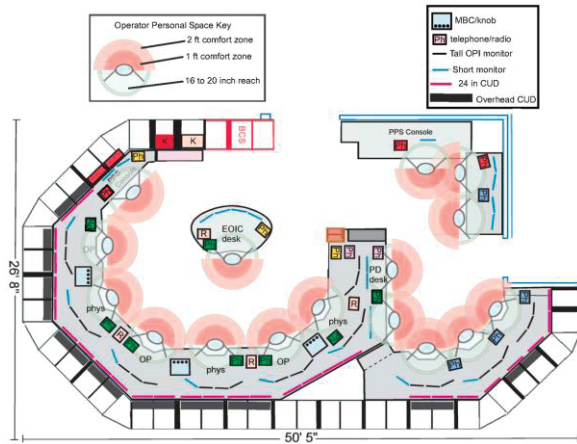 Operator Personal Space Key
2 ft comfort zone
1 ft comfort zone
16 to 20 inch reach
MBC/knob
Ph telephone/radio
Tall OPI monitor
Short monitor
24 in CUD
Overhead CUD
K
K
BCS
PPS Console
Ph
EOIC
desk
R
OP
PD
desk
R
phys
R
OP
phys
R
OP
26' 8"
50' 5"